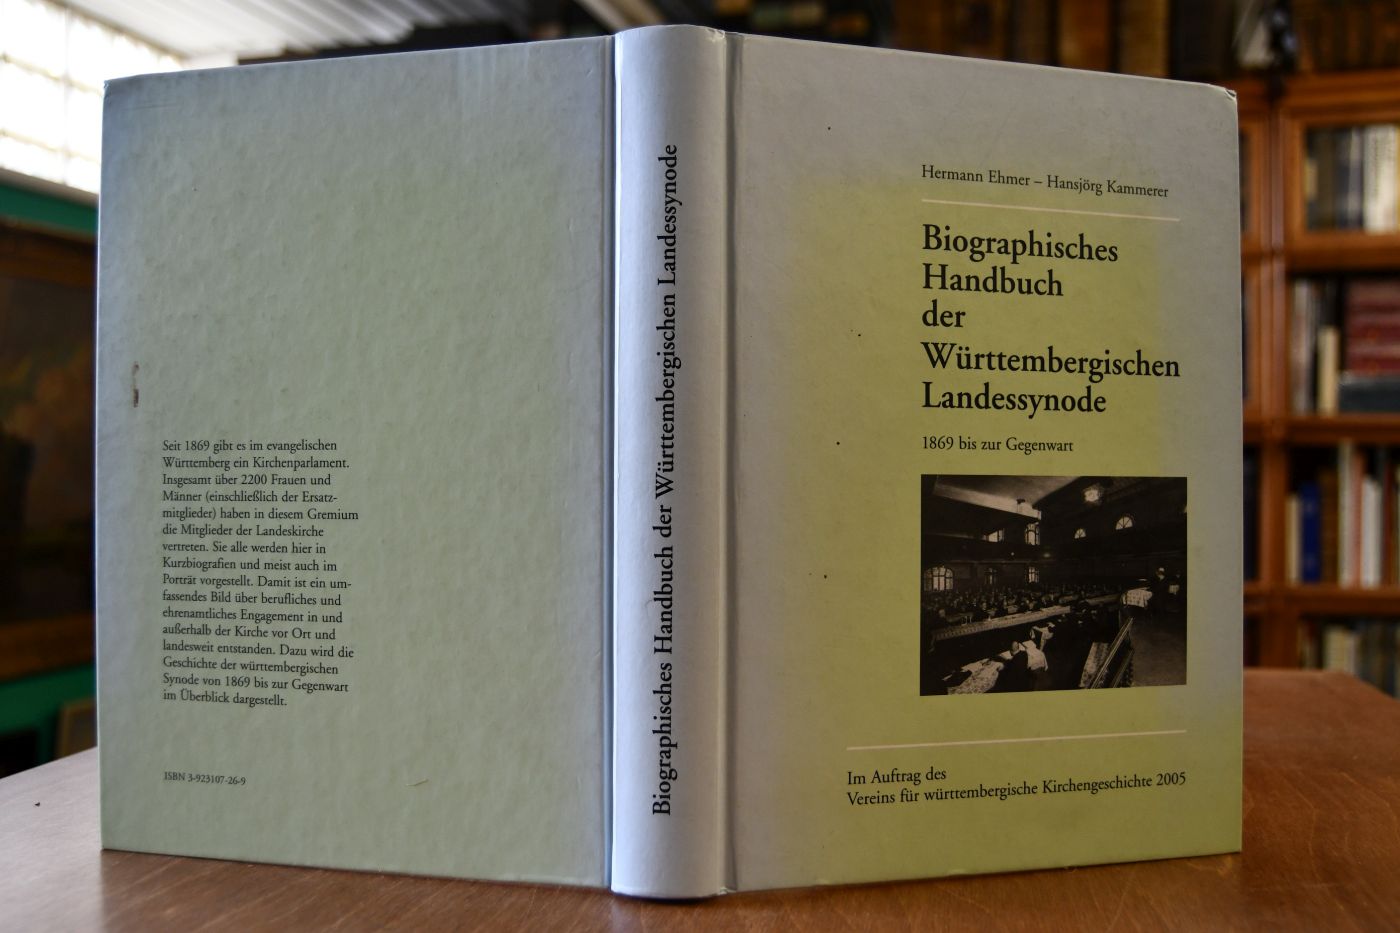 Seit 1869 gibt es im evangelischen
Württemberg ein Kirchenparlament.
Insgesamt über 2200 Frauen und
Männer (einschließlich der Ersatz-
mitglieder) haben in diesem Gremium
die Mitglieder der Landeskirche
vertreten. Sie alle werden hier in
Kurzbiografien und meist auch im
Porträt vorgestellt. Damit ist ein um-
fassendes Bild über berufliches und
ehrenamtliches Engagement in und
außerhalb der Kirche vor Ort und
landesweit entstanden. Dazu wird die
Geschichte der württembergischen
Synode von 1869 bis zur Gegenwart
im Überblick dargestellt.
ISBN 3-923107-26-9
Biographisches Handbuch der Württembergischen Landessynode
Hermann Ehmer – Hansjörg Kammerer
Biographisches
Handbuch
der
Württembergischen
Landessynode
1869 bis zur Gegenwart
Im Auftrag des
Vereins für württembergische Kirchengeschichte 2005